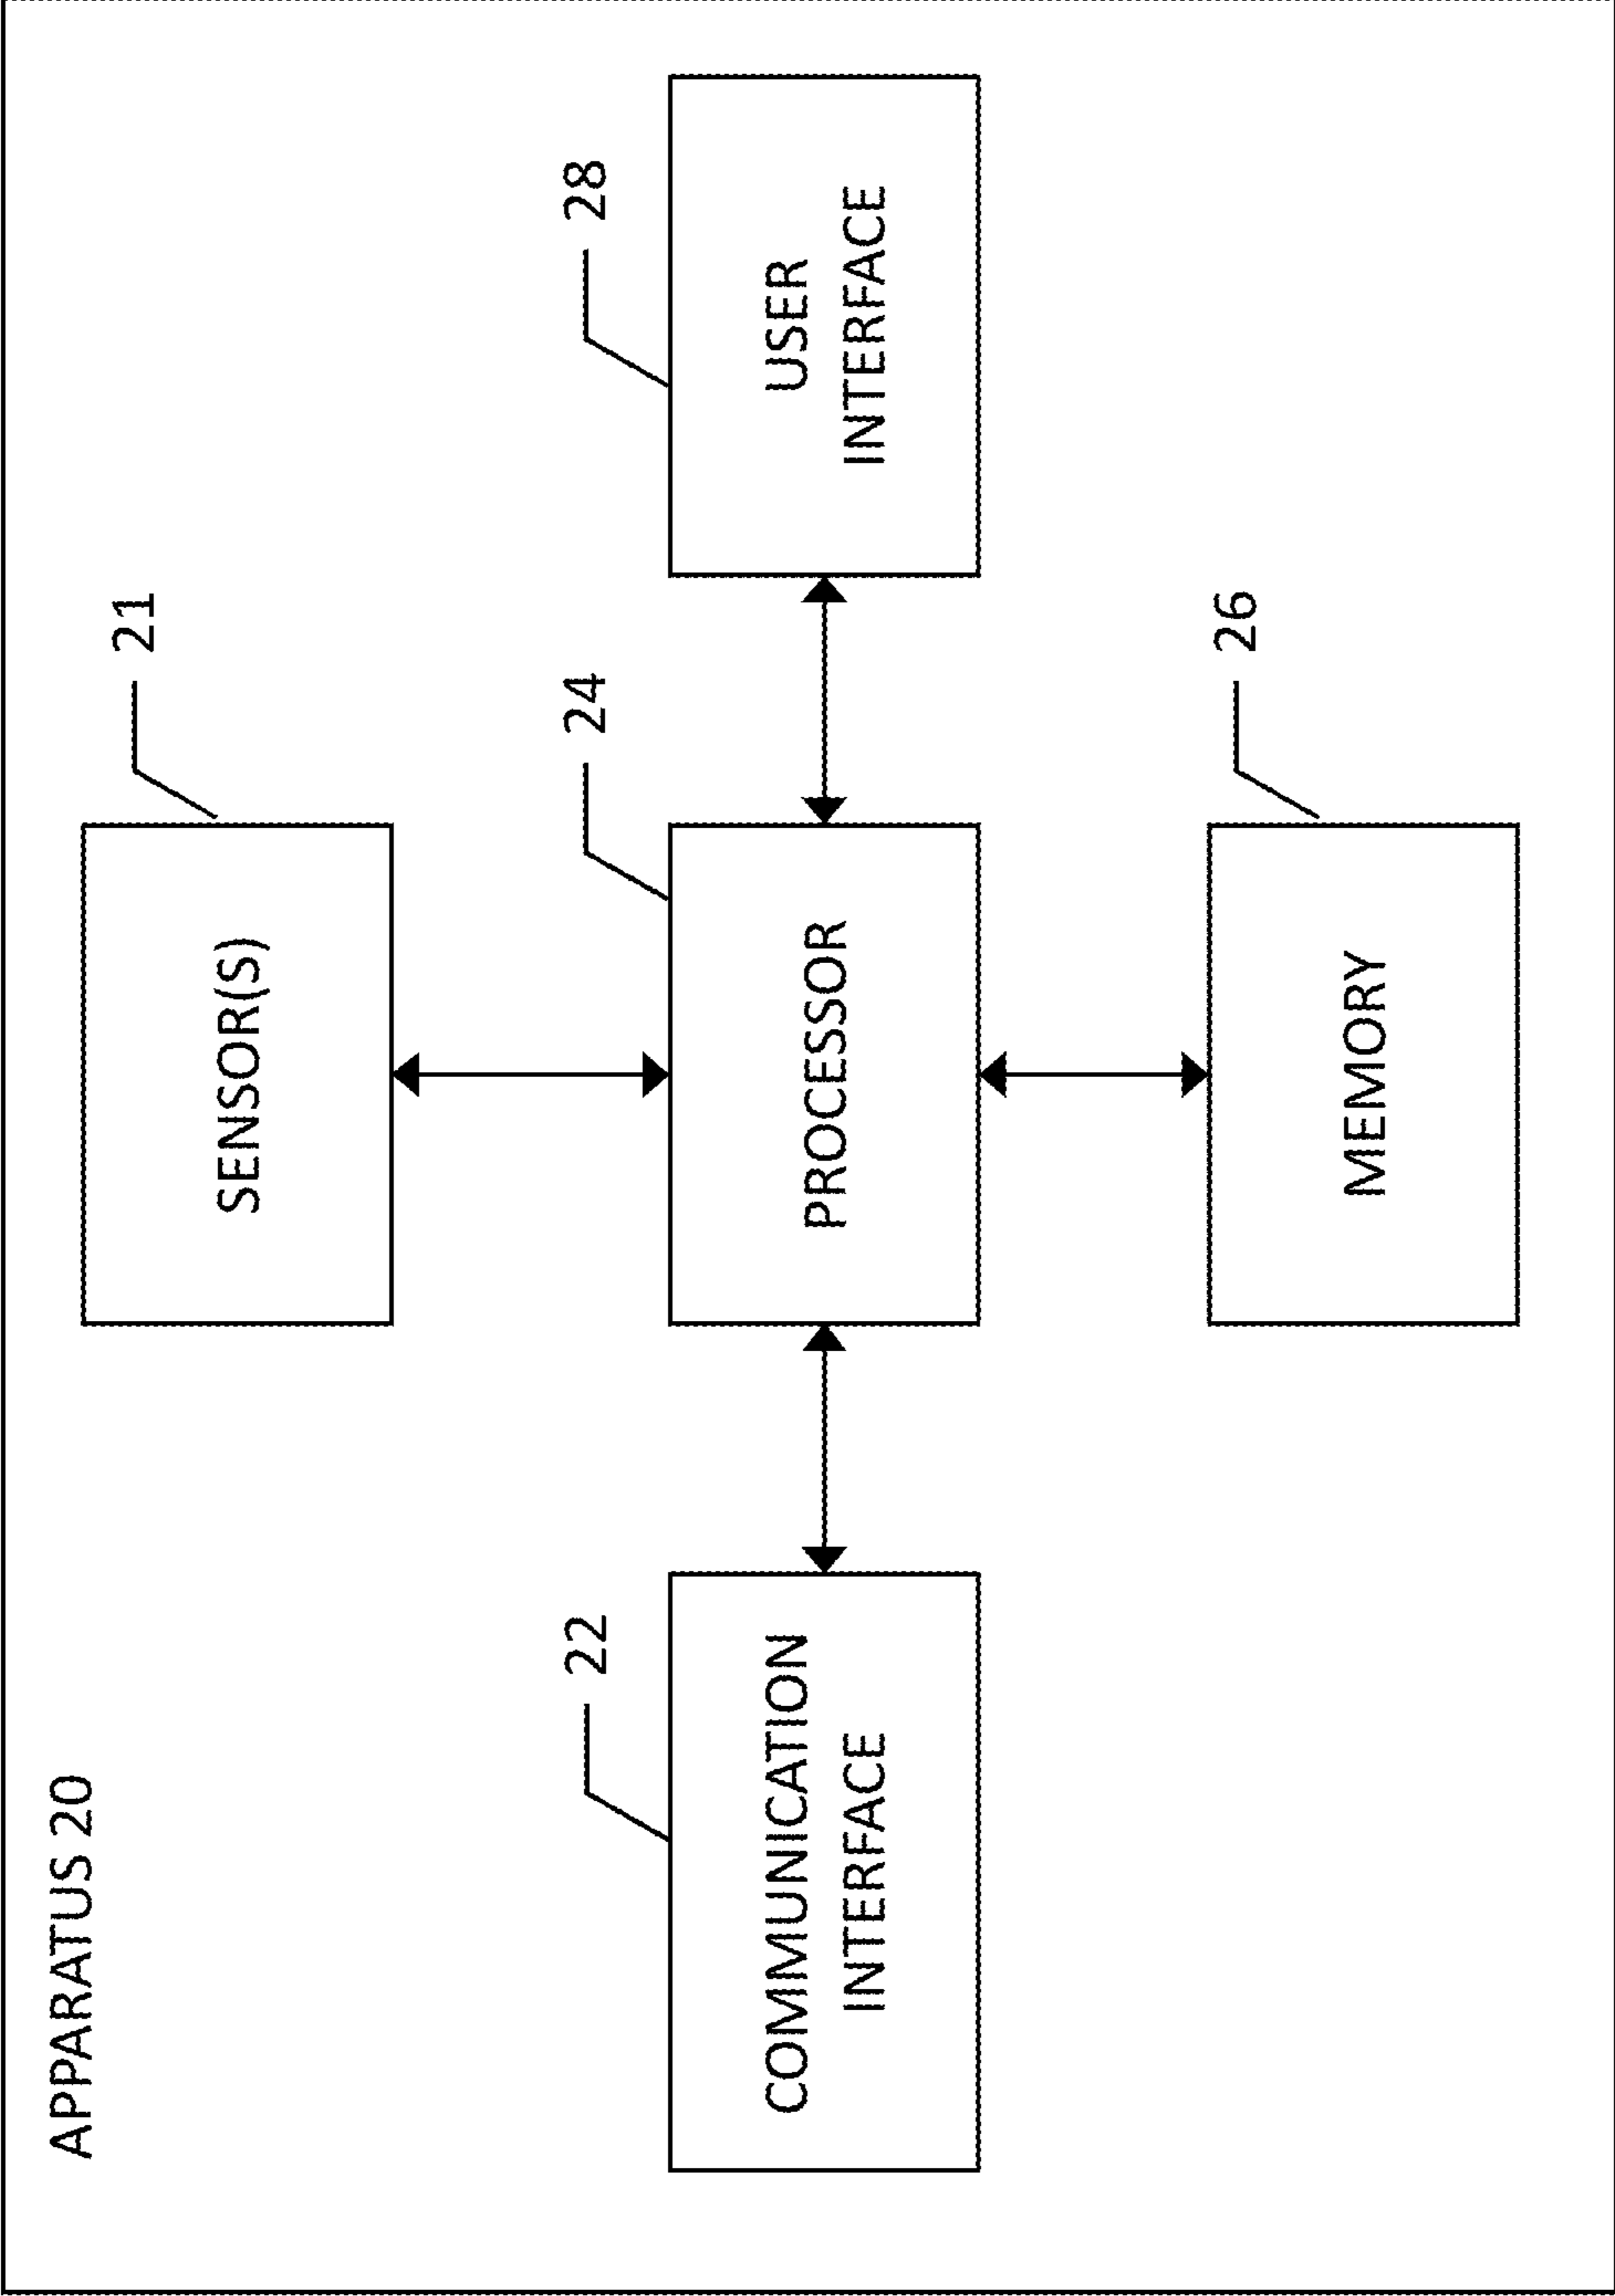 APPARATUS 20
21
SENSOR(S)
22
COMMUNICATION
INTERFACE
24
PROCESSOR
28
USER
INTERFACE
26
MEMORY